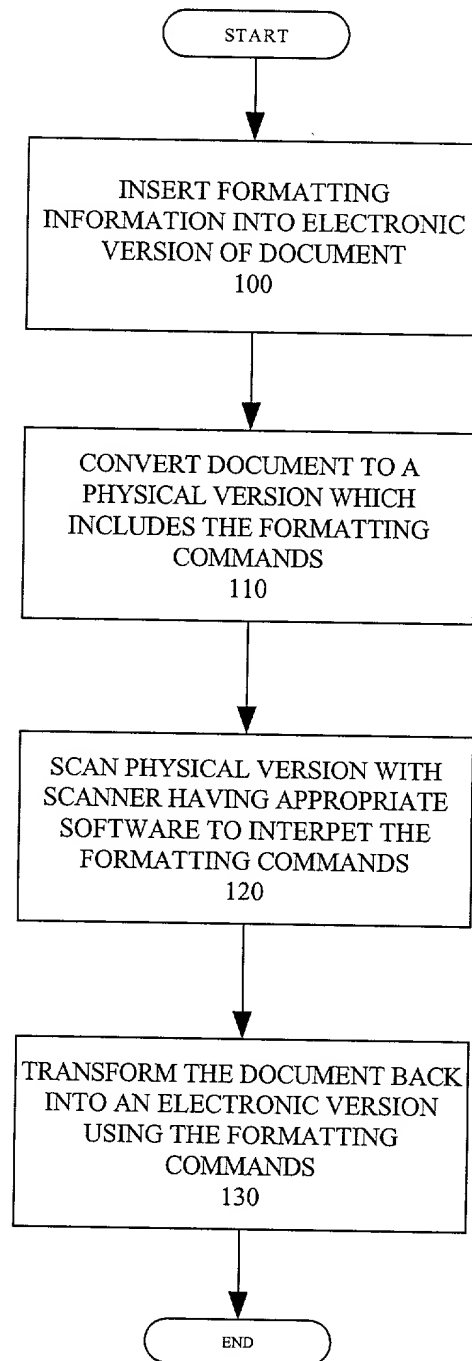 START
INSERT FORMATTING
INFORMATION INTO ELECTRONIC
VERSION OF DOCUMENT
100
CONVERT DOCUMENT TO A
PHYSICAL VERSION WHICH
INCLUDES THE FORMATTING
COMMANDS
110
SCAN PHYSICAL VERSION WITH
SCANNER HAVING APPROPRIATE
SOFTWARE TO INTERPET THE
FORMATTING COMMANDS
120
TRANSFORM THE DOCUMENT BACK
INTO AN ELECTRONIC VERSION
USING THE FORMATTING
COMMANDS
130
END